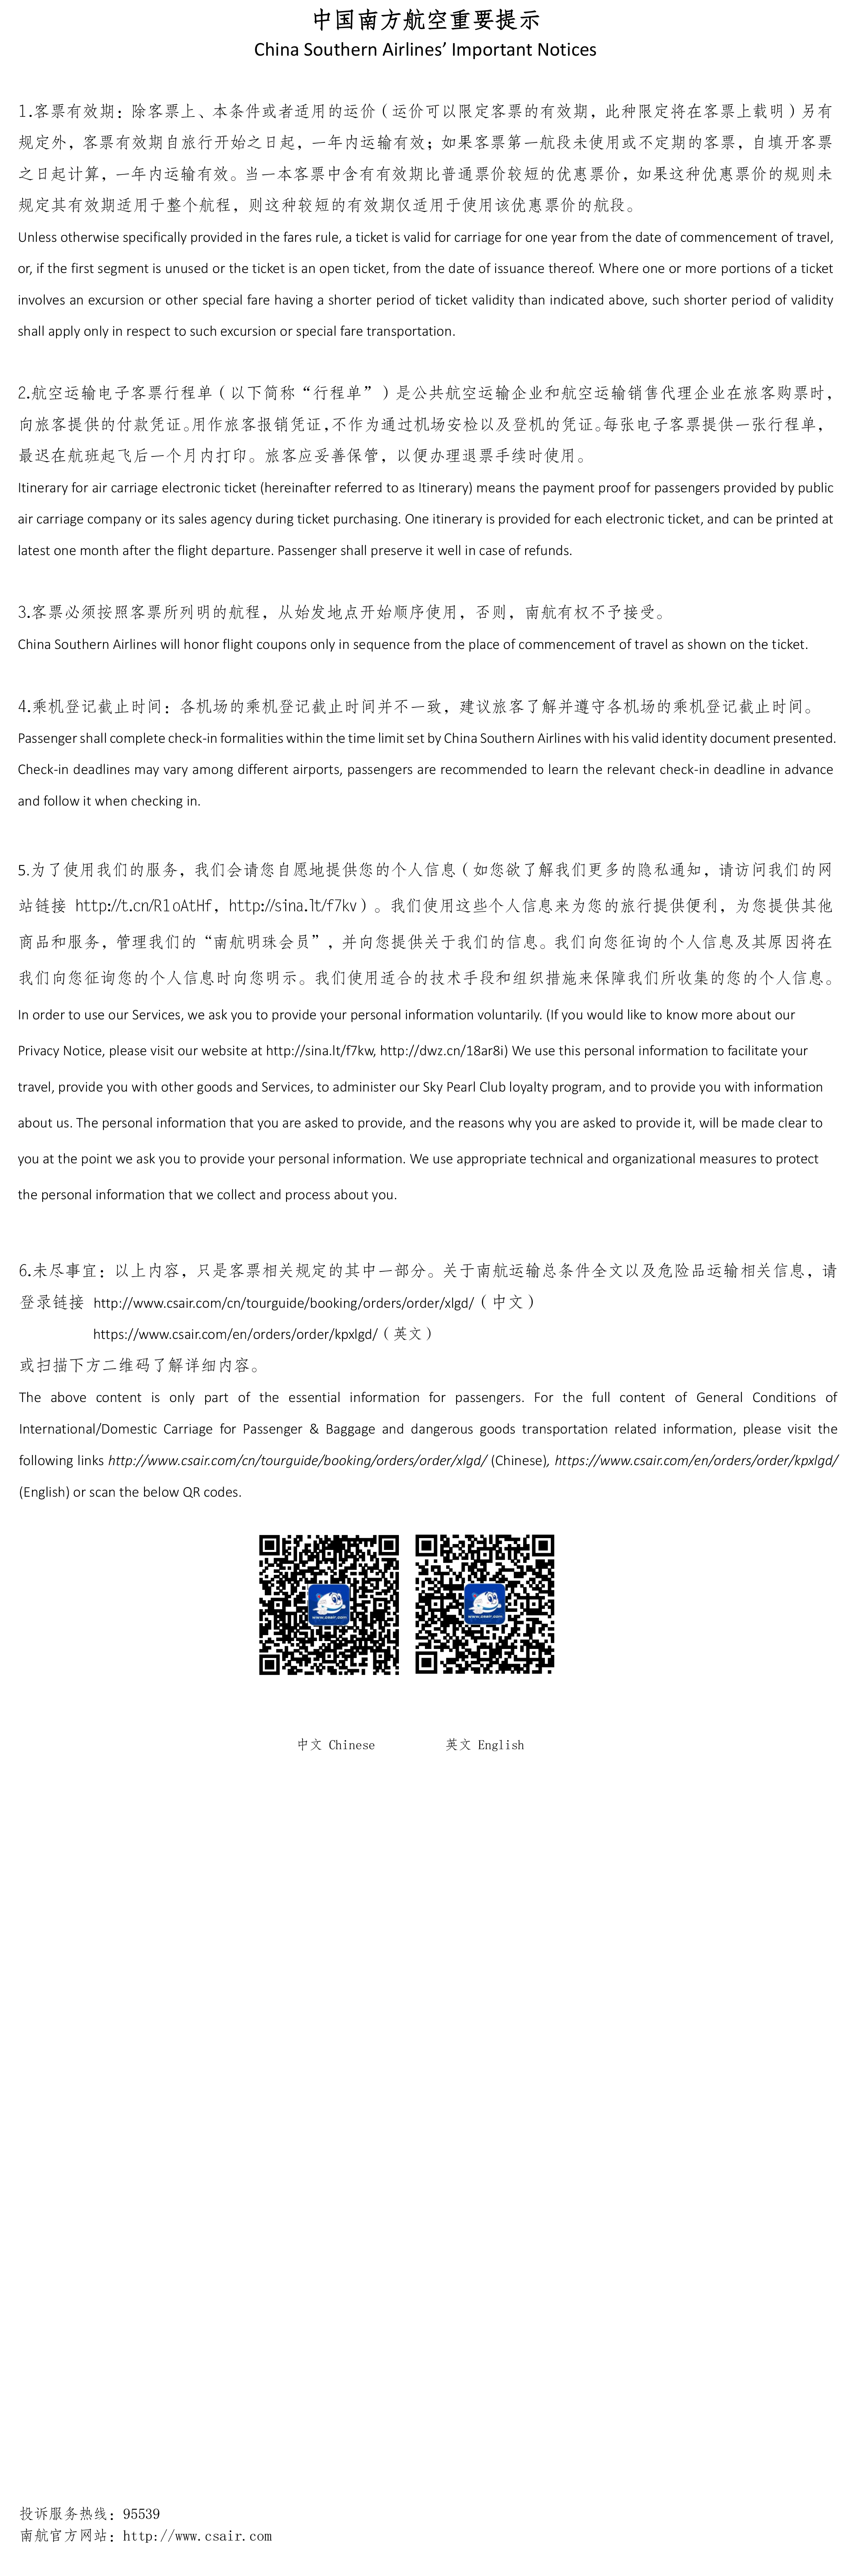 中国南方航空重要提示
China Southern Airlines’ Important Notices
1.客票有效期：除客票上、本条件或者适用的运价（运价可以限定客票的有效期，此种限定将在客票上载明）另有
规定外，客票有效期自旅行开始之日起，一年内运输有效；如果客票第一航段未使用或不定期的客票，自填开客票
之日起计算，一年内运输有效。当一本客票中含有有效期比普通票价较短的优惠票价，如果这种优惠票价的规则未
规定其有效期适用于整个航程，则这种较短的有效期仅适用于使用该优惠票价的航段。
Unless otherwise specifically provided in the fares rule, a ticket is valid for carriage for one year from the date of commencement of travel,
or, if the first segment is unused or the ticket is an open ticket, from the date of issuance thereof. Where one or more portions of a ticket
involves an excursion or other special fare having a shorter period of ticket validity than indicated above, such shorter period of validity
shall apply only in respect to such excursion or special fare transportation.
2.航空运输电子客票行程单（以下简称“行程单”）是公共航空运输企业和航空运输销售代理企业在旅客购票时，
向旅客提供的付款凭证。用作旅客报销凭证，不作为通过机场安检以及登机的凭证。每张电子客票提供一张行程单，
最迟在航班起飞后一个月内打印。旅客应妥善保管，以便办理退票手续时使用。
Itinerary for air carriage electronic ticket (hereinafter referred to as Itinerary) means the payment proof for passengers provided by public
air carriage company or its sales agency during ticket purchasing. One itinerary is provided for each electronic ticket, and can be printed at
latest one month after the flight departure. Passenger shall preserve it well in case of refunds.
3.客票必须按照客票所列明的航程，从始发地点开始顺序使用，否则，南航有权不予接受。
China Southern Airlines will honor flight coupons only in sequence from the place of commencement of travel as shown on the ticket.
4.乘机登记截止时间：各机场的乘机登记截止时间并不一致，建议旅客了解并遵守各机场的乘机登记截止时间。
Passenger shall complete check-in formalities within the time limit set by China Southern Airlines with his valid identity document presented.
Check-in deadlines may vary among different airports, passengers are recommended to learn the relevant check-in deadline in advance
and follow it when checking in.
5.为了使用我们的服务，我们会请您自愿地提供您的个人信息（如您欲了解我们更多的隐私通知，请访问我们的网
站链接 http://t.cn/R1oAtHf，http://sina.lt/f7kv）。我们使用这些个人信息来为您的旅行提供便利，为您提供其他
商品和服务，管理我们的“南航明珠会员”，并向您提供关于我们的信息。我们向您征询的个人信息及其原因将在
我们向您征询您的个人信息时向您明示。我们使用适合的技术手段和组织措施来保障我们所收集的您的个人信息。
In order to use our Services, we ask you to provide your personal information voluntarily. (If you would like to know more about our
Privacy Notice, please visit our website at http://sina.lt/f7kw, http://dwz.cn/18ar8i) We use this personal information to facilitate your
travel, provide you with other goods and Services, to administer our Sky Pearl Club loyalty program, and to provide you with information
about us. The personal information that you are asked to provide, and the reasons why you are asked to provide it, will be made clear to
you at the point we ask you to provide your personal information. We use appropriate technical and organizational measures to protect
the personal information that we collect and process about you.
6.未尽事宜：以上内容，只是客票相关规定的其中一部分。关于南航运输总条件全文以及危险品运输相关信息，请
登录链接 http://www.csair.com/cn/tourguide/booking/orders/order/xlgd/（中文）
https://www.csair.com/en/orders/order/kpxlgd/（英文）
或扫描下方二维码了解详细内容。
The above content is only part of the essential information for passengers. For the full content of General Conditions of
International/Domestic Carriage for Passenger & Baggage and dangerous goods transportation related information, please visit the
following links http://www.csair.com/cn/tourguide/booking/orders/order/xlgd/ (Chinese), https://www.csair.com/en/orders/order/kpxlgd/
(English) or scan the below QR codes.
www.csair.com www.csair.com
中文 Chinese 英文 English
投诉服务热线：95539
南航官方网站：http://www.csair.com